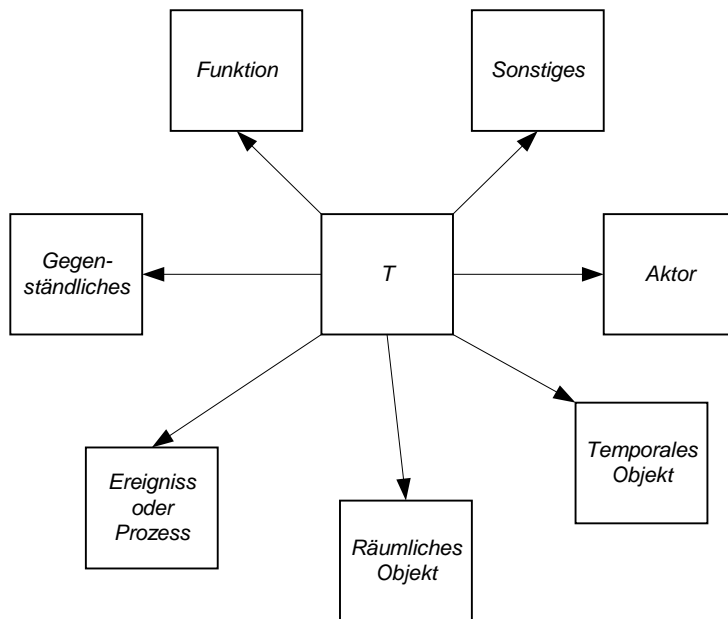 Funktion
Sonstiges
Gegen-
ständliches
T
Aktor
Temporales
Objekt
Ereigniss
oder
Prozess
Räumliches
Objekt